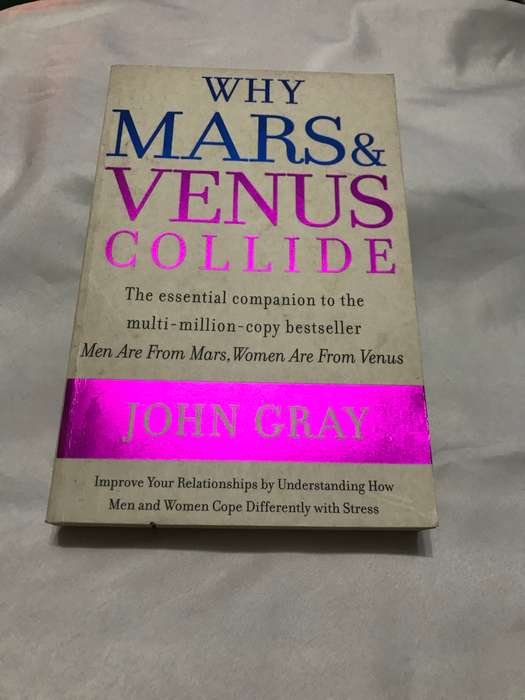 WHY
MARS &
VENUS
COLLIDE
The essential companion to the
multi-million-copy bestseller
Men Are From Mars, Women Are From Venus
JOHN GRAY
Improve Your Relationships by Understanding How
Men and Women Cope Differently with Stress